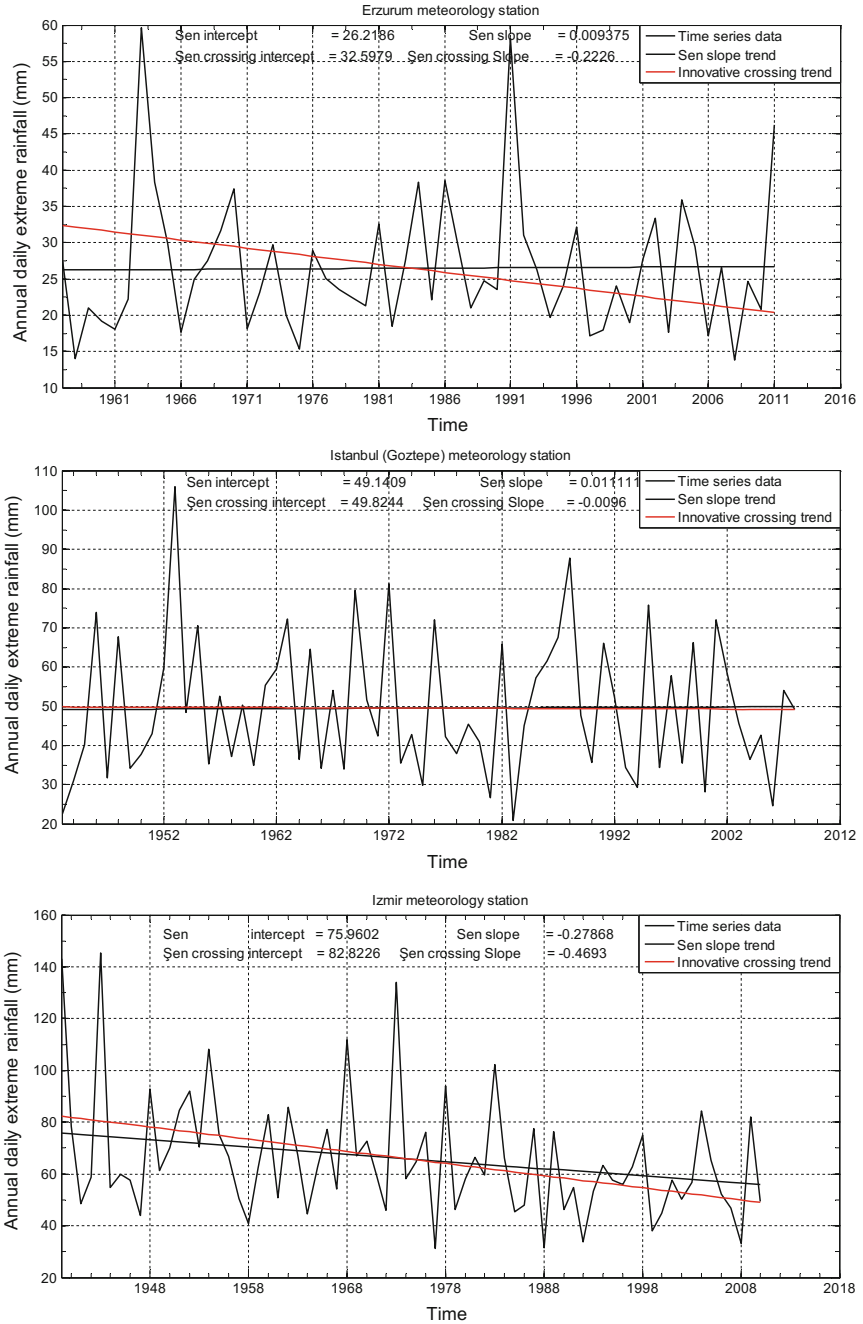 Erzurum meteorology station
Şen intercept = 26.2186 Sen slope = 0.009375
Şen crossing intercept = 32.5979 Şen crossing Slope = -0.2226
Time series data
Sen slope trend
Innovative crossing trend
Annual daily extreme rainfall (mm)
60
55
50
45
40
35
30
25
20
15
10
1961 1966 1971 1976 1981 1986 1991 1996 2001 2006 2011 2016
Time
Istanbul (Goztepe) meteorology station
Sen intercept = 49.1409 Sen slope = 0.011111
Şen crossing intercept = 49.8244 Şen crossing Slope = -0.0096
Time series data
Sen slope trend
Innovative crossing trend
Annual daily extreme rainfall (mm)
110
100
90
80
70
60
50
40
30
20
1952 1962 1972 1982 1992 2002 2012
Time
Izmir meteorology station
Sen intercept = 75.9602 Sen slope = -0.27868
Şen crossing intercept = 82.8226 Şen crossing Slope = -0.4693
Time series data
Sen slope trend
Innovative crossing trend
Annual daily extreme rainfall (mm)
160
140
120
100
80
60
40
20
1948 1958 1968 1978 1988 1998 2008 2018
Time